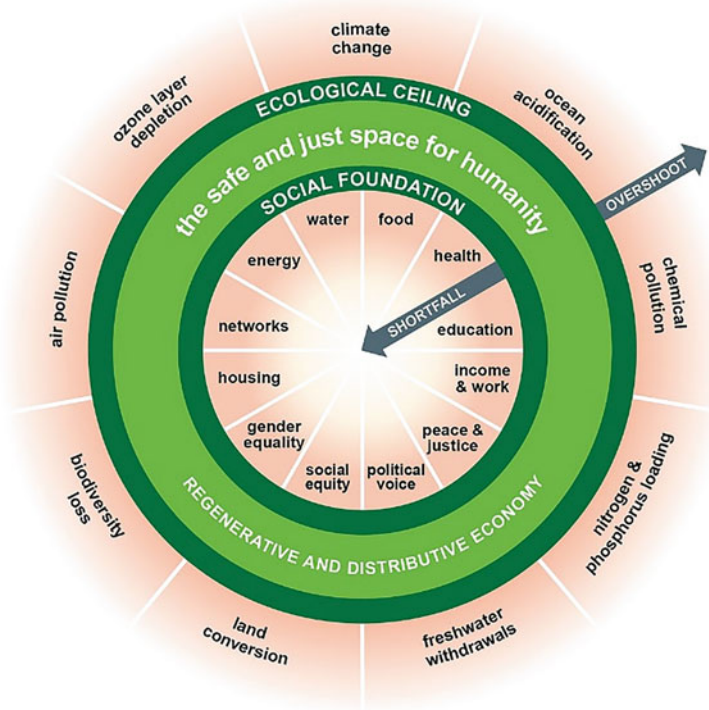 climate
change
ocean
acidification
ozone layer
depletion
ECOLOGICAL CEILING
the safe and just space for humanity
SOCIAL FOUNDATION
OVERSHOOT
water
food
energy
health
SHORTFALL
networks
education
housing
income
& work
gender
equality
peace &
justice
social
equity
political
voice
REGENERATIVE AND DISTRIBUTIVE ECONOMY
air pollution
chemical
pollution
biodiversity
loss
nitrogen &
phosphorus loading
land
conversion
freshwater
withdrawals